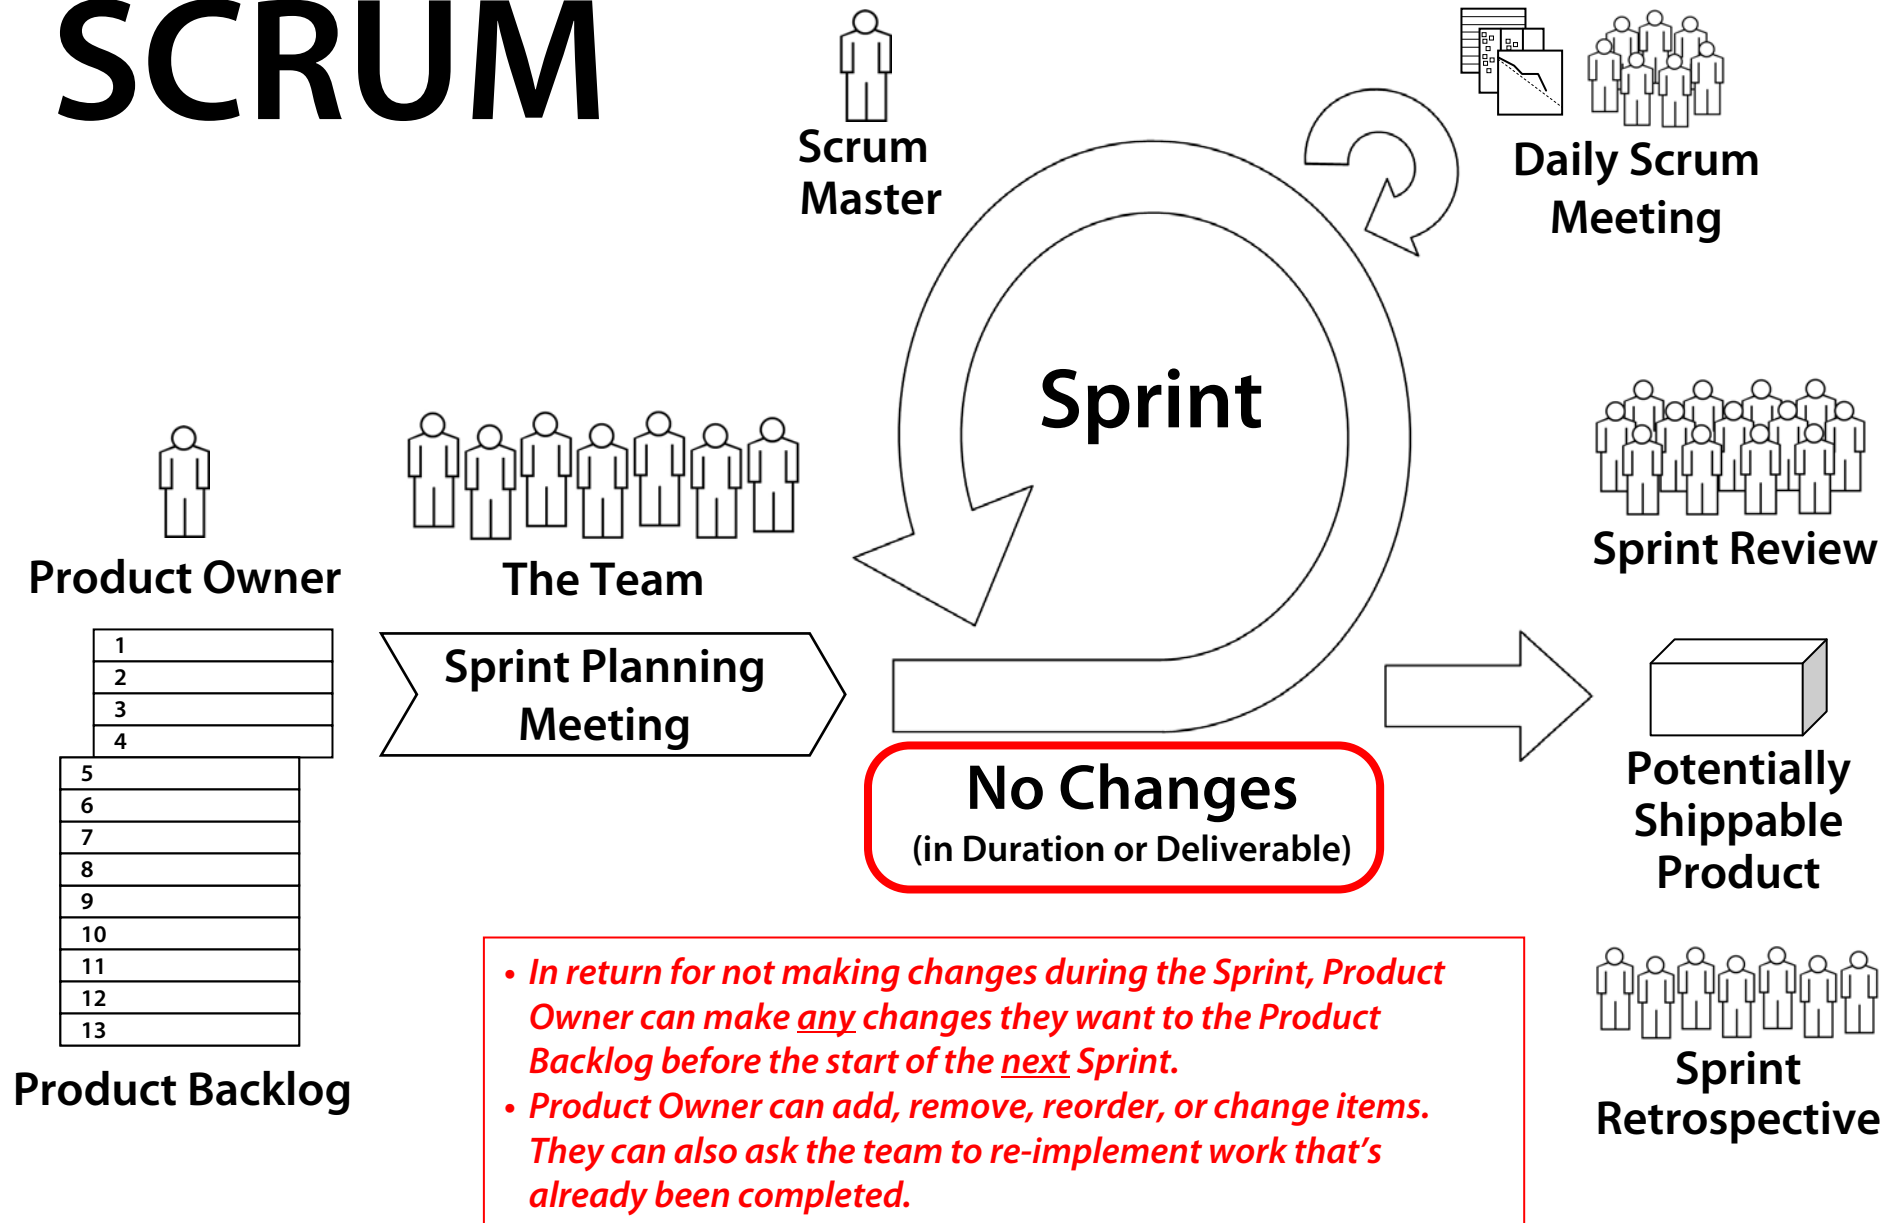 SCRUM
Scrum
Master
Daily Scrum
Meeting
Sprint
Product Owner
The Team
Sprint Review
1
2
3
4
5
6
7
8
9
10
11
12
13
Product Backlog
Sprint Planning
Meeting
No Changes
(in Duration or Deliverable)
Potentially
Shippable
Product
• In return for not making changes during the Sprint, Product
Owner can make any changes they want to the Product
Backlog before the start of the next Sprint.
• Product Owner can add, remove, reorder, or change items.
They can also ask the team to re-implement work that’s
already been completed.
Sprint
Retrospective